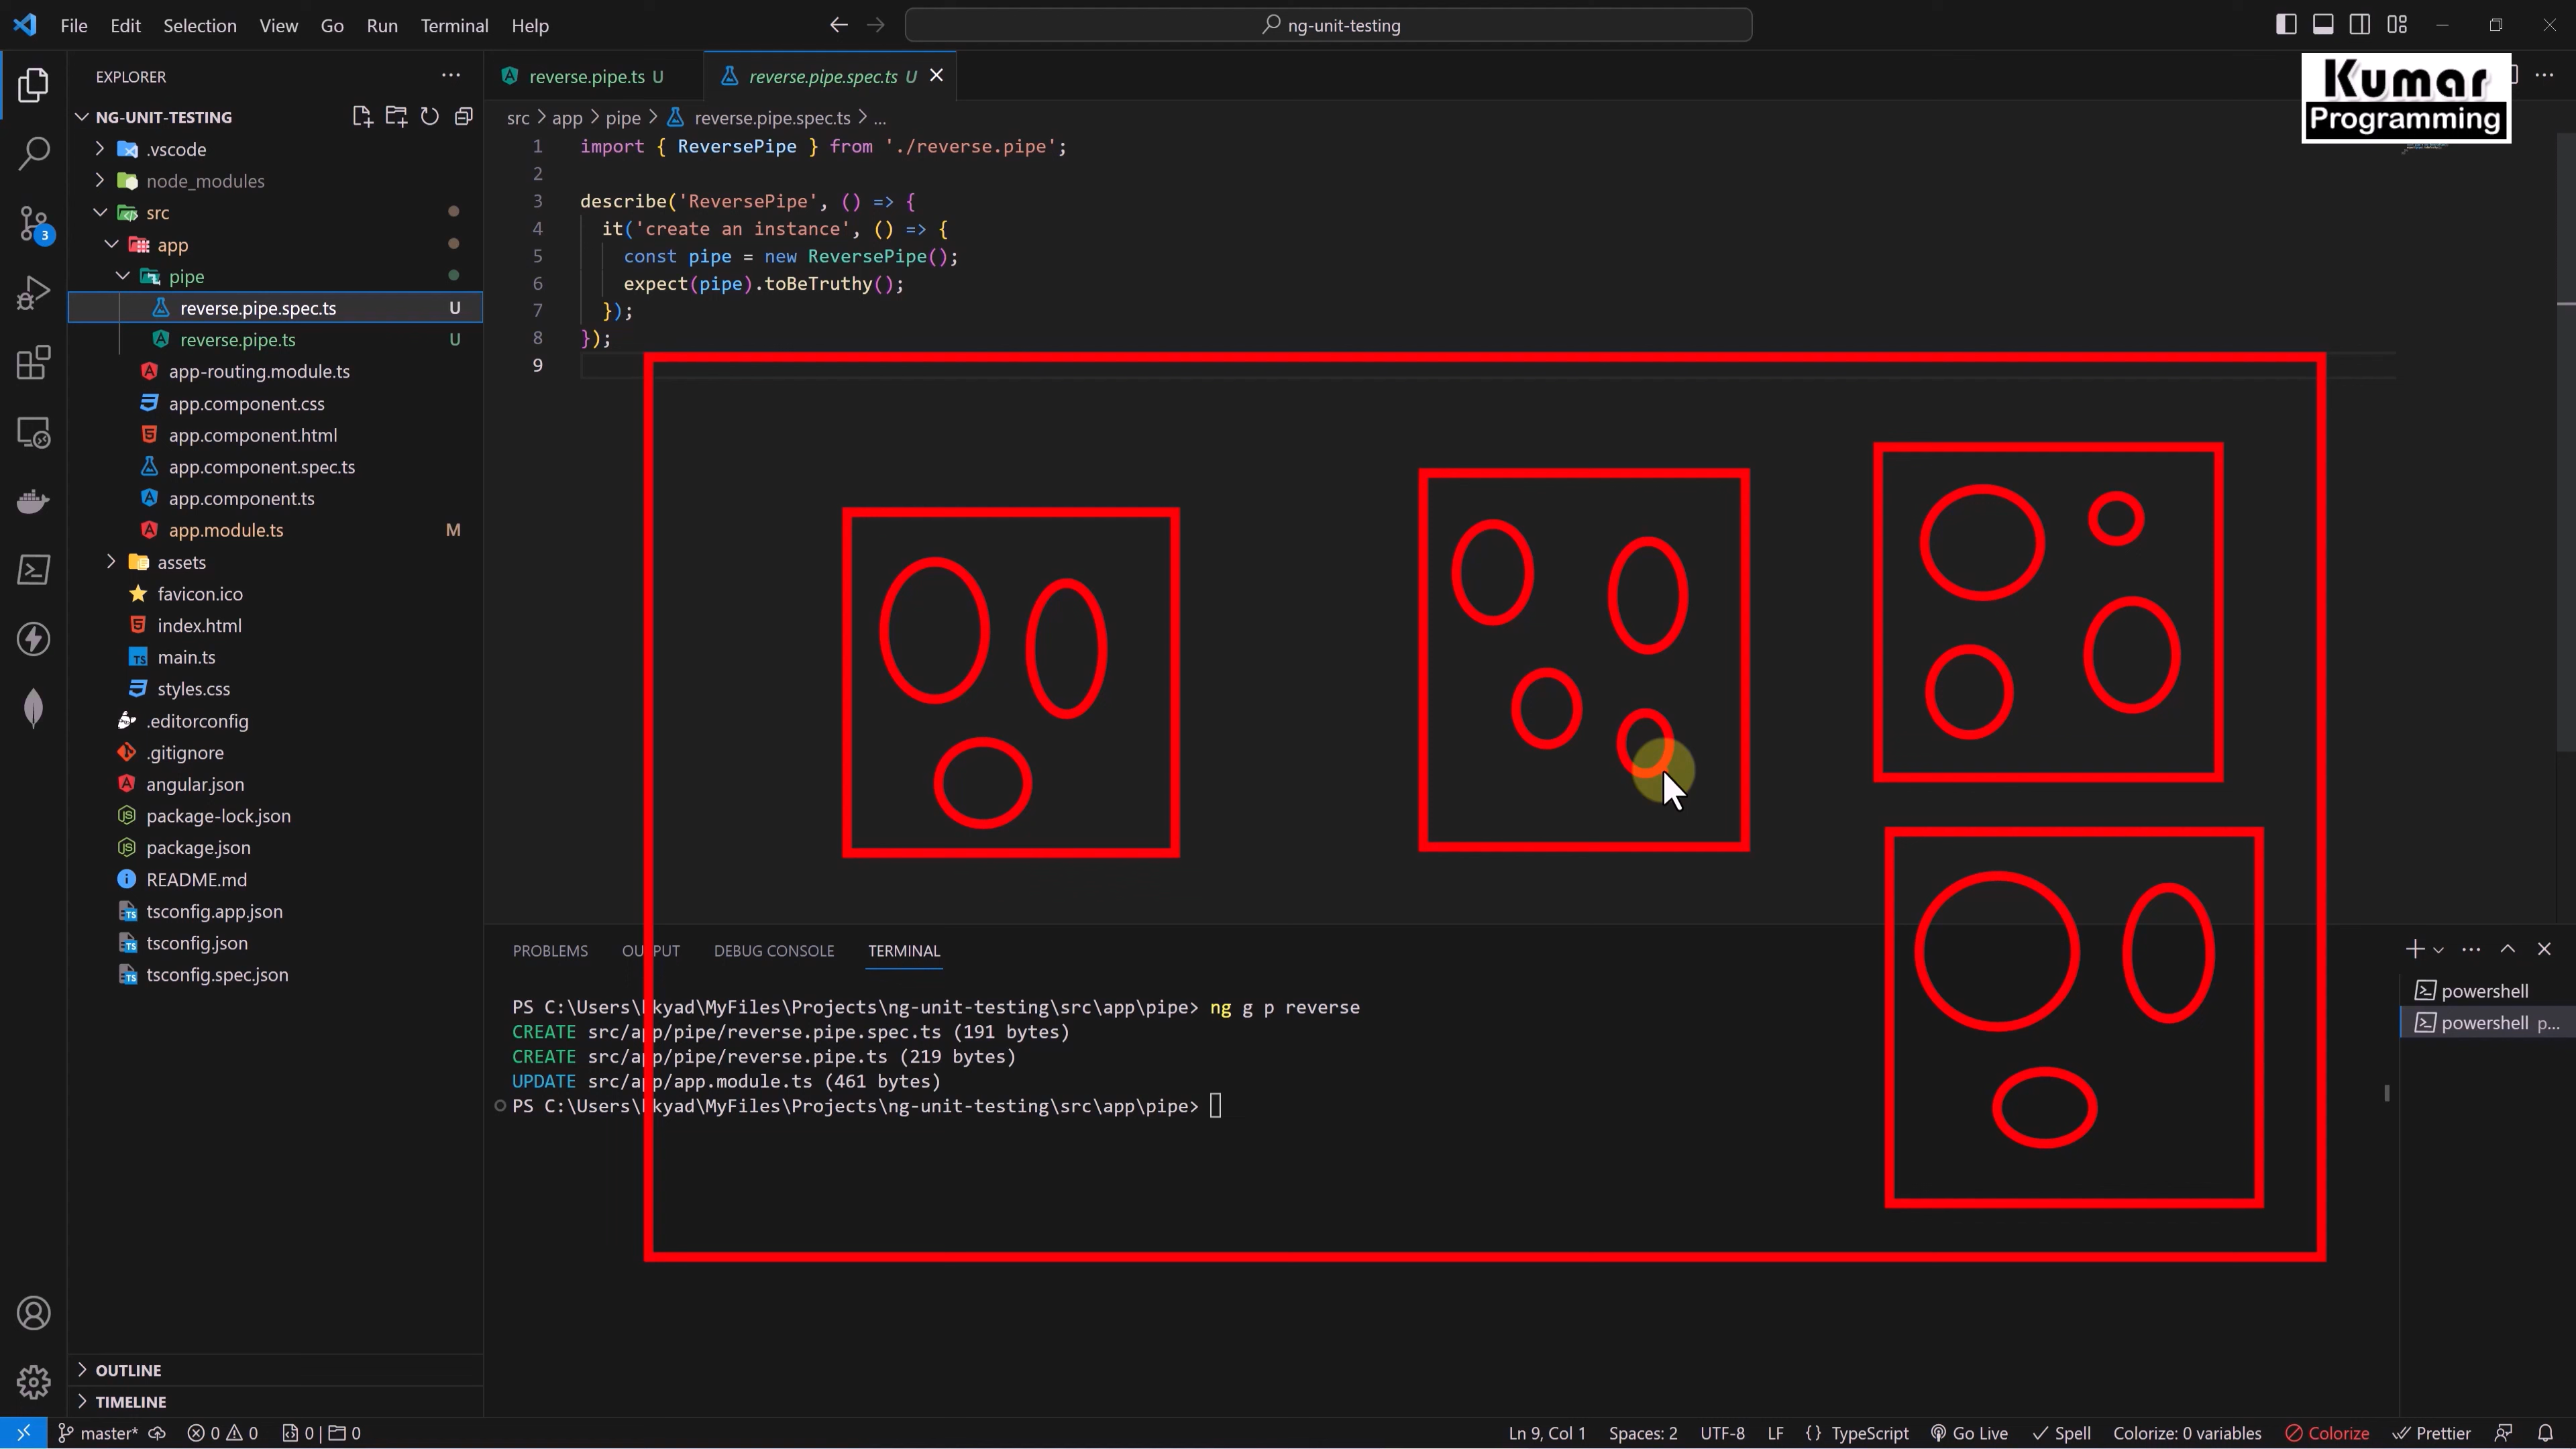 File Edit Selection View Go Run Terminal Help
ng-unit-testing
Kumar
Programming
EXPLORER
NG-UNIT-TESTING
.vscode
node_modules
src
app
pipe
reverse.pipe.spec.ts U
reverse.pipe.ts U
app-routing.module.ts
app.component.css
app.component.html
app.component.spec.ts
app.component.ts
app.module.ts M
assets
favicon.ico
index.html
main.ts
styles.css
.editorconfig
.gitignore
angular.json
package-lock.json
package.json
README.md
tsconfig.app.json
tsconfig.json
tsconfig.spec.json
OUTLINE
TIMELINE
3
reverse.pipe.ts U reverse.pipe.spec.ts U
src > app > pipe > reverse.pipe.spec.ts > ...
1 import { ReversePipe } from './reverse.pipe';
2
3 describe('ReversePipe', () => {
4 it('create an instance', () => {
5 const pipe = new ReversePipe();
6 expect(pipe).toBeTruthy();
7 });
8 });
9
PROBLEMS OUTPUT DEBUG CONSOLE TERMINAL
PS C:\Users\bkyad\MyFiles\Projects\ng-unit-testing\src\app\pipe> ng g p reverse
CREATE src/app/pipe/reverse.pipe.spec.ts (191 bytes)
CREATE src/app/pipe/reverse.pipe.ts (219 bytes)
UPDATE src/app/app.module.ts (461 bytes)
PS C:\Users\bkyad\MyFiles\Projects\ng-unit-testing\src\app\pipe>
powershell
powershell p...
master* 0 0 0 | 0 Ln 9, Col 1 Spaces: 2 UTF-8 LF {} TypeScript Go Live Spell Colorize: 0 variables Colorize Prettier